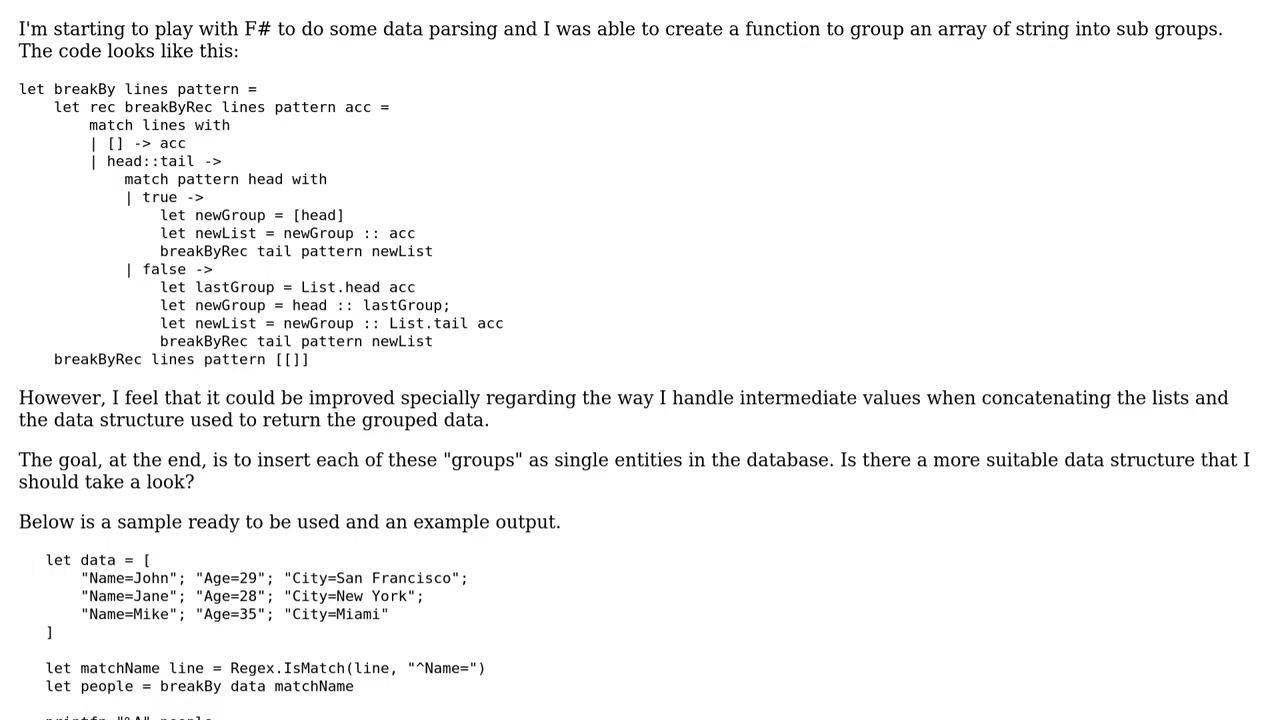 I'm starting to play with F# to do some data parsing and I was able to create a function to group an array of string into sub groups.
The code looks like this:
let breakBy lines pattern =
    let rec breakByRec lines pattern acc =
        match lines with
        | [] -> acc
        | head::tail ->
            match pattern head with
            | true ->
                let newGroup = [head]
                let newList = newGroup :: acc
                breakByRec tail pattern newList
            | false ->
                let lastGroup = List.head acc
                let newGroup = head :: lastGroup;
                let newList = newGroup :: List.tail acc
                breakByRec tail pattern newList
    breakByRec lines pattern [[]]
However, I feel that it could be improved specially regarding the way I handle intermediate values when concatenating the lists and
the data structure used to return the grouped data.
The goal, at the end, is to insert each of these "groups" as single entities in the database. Is there a more suitable data structure that I
should take a look?
Below is a sample ready to be used and an example output.
   let data = [
       "Name=John"; "Age=29"; "City=San Francisco";
       "Name=Jane"; "Age=28"; "City=New York";
       "Name=Mike"; "Age=35"; "City=Miami"
   ]
   let matchName line = Regex.IsMatch(line, "^Name=")
   let people = breakBy data matchName